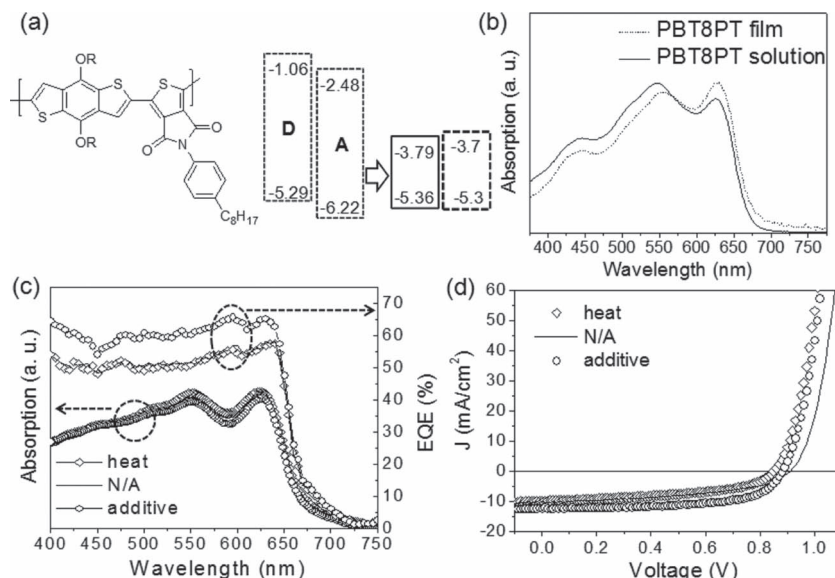 (a)
OR
S
S
S
OR
O
N
O
C8H17
-1.06
D
-5.29
-2.48
A
-6.22
-3.79
-5.36
-3.7
-5.3
(b)
PBT8PT film
PBT8PT solution
Absorption (a. u.)
400 450 500 550 600 650 700 750
Wavelength (nm)
(c)
Absorption (a. u.)
heat
N/A
additive
70
60
50
40
30
20
10
0
EQE (%)
400 450 500 550 600 650 700 750
Wavelength (nm)
(d)
heat
N/A
additive
J (mA/cm2)
60
50
40
30
20
10
0
-10
-20
0.0 0.2 0.4 0.6 0.8 1.0
Voltage (V)